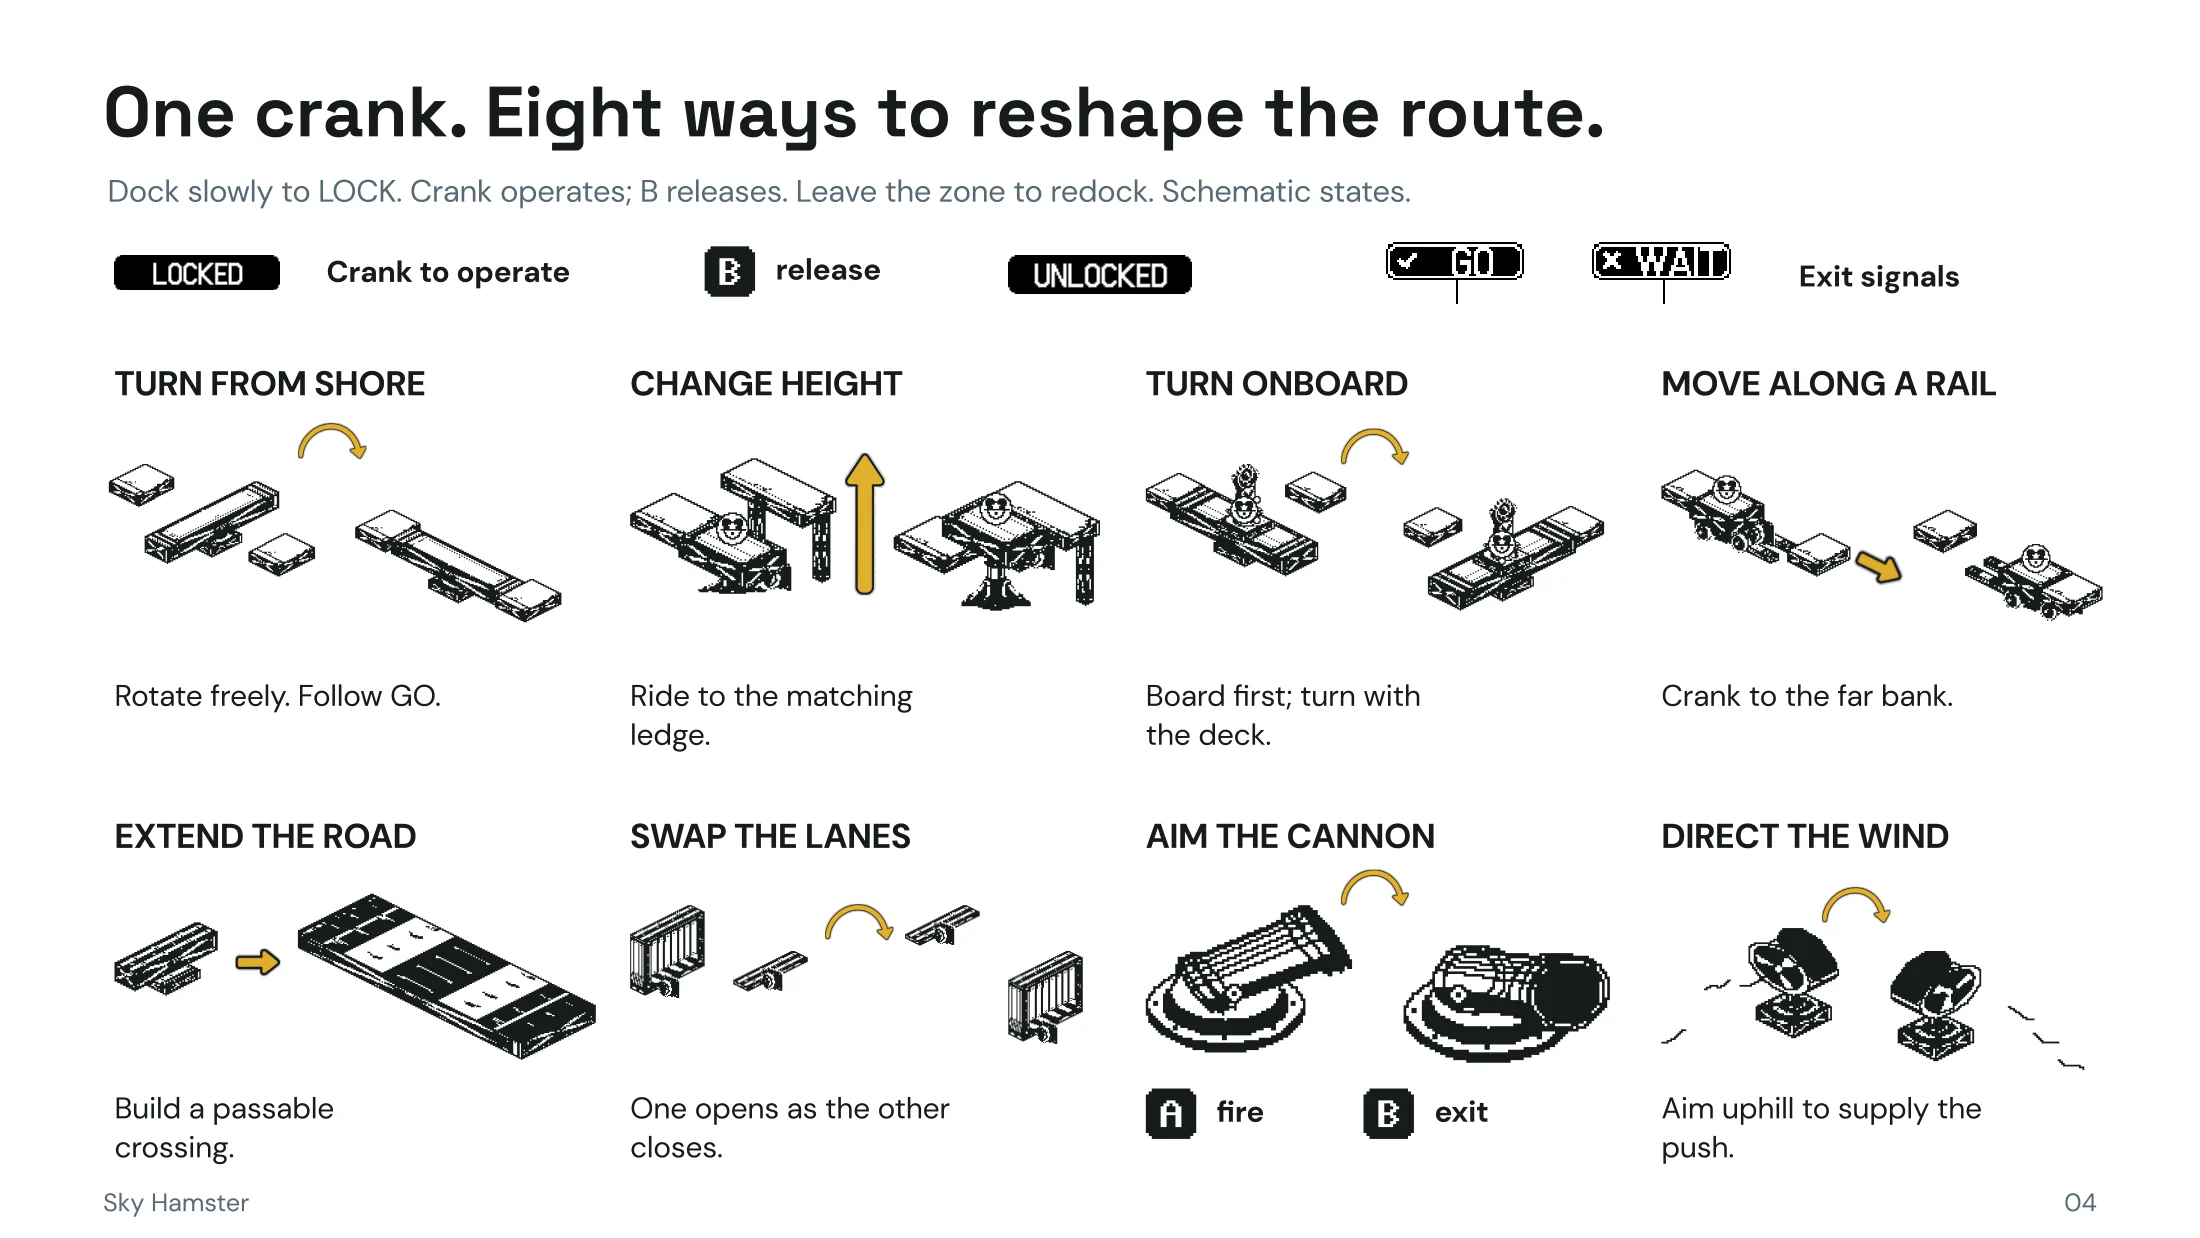 One crank. Eight ways to reshape the route.
Dock slowly to LOCK. Crank operates; B releases. Leave the zone to redock. Schematic states.
LOCKED Crank to operate B release UNLOCKED GO WAIT Exit signals
TURN FROM SHORE
Rotate freely. Follow GO.
CHANGE HEIGHT
Ride to the matching
ledge.
TURN ONBOARD
Board first; turn with
the deck.
MOVE ALONG A RAIL
Crank to the far bank.
EXTEND THE ROAD
Build a passable
crossing.
SWAP THE LANES
One opens as the other
closes.
AIM THE CANNON
A fire B exit
DIRECT THE WIND
Aim uphill to supply the
push.
Sky Hamster
04